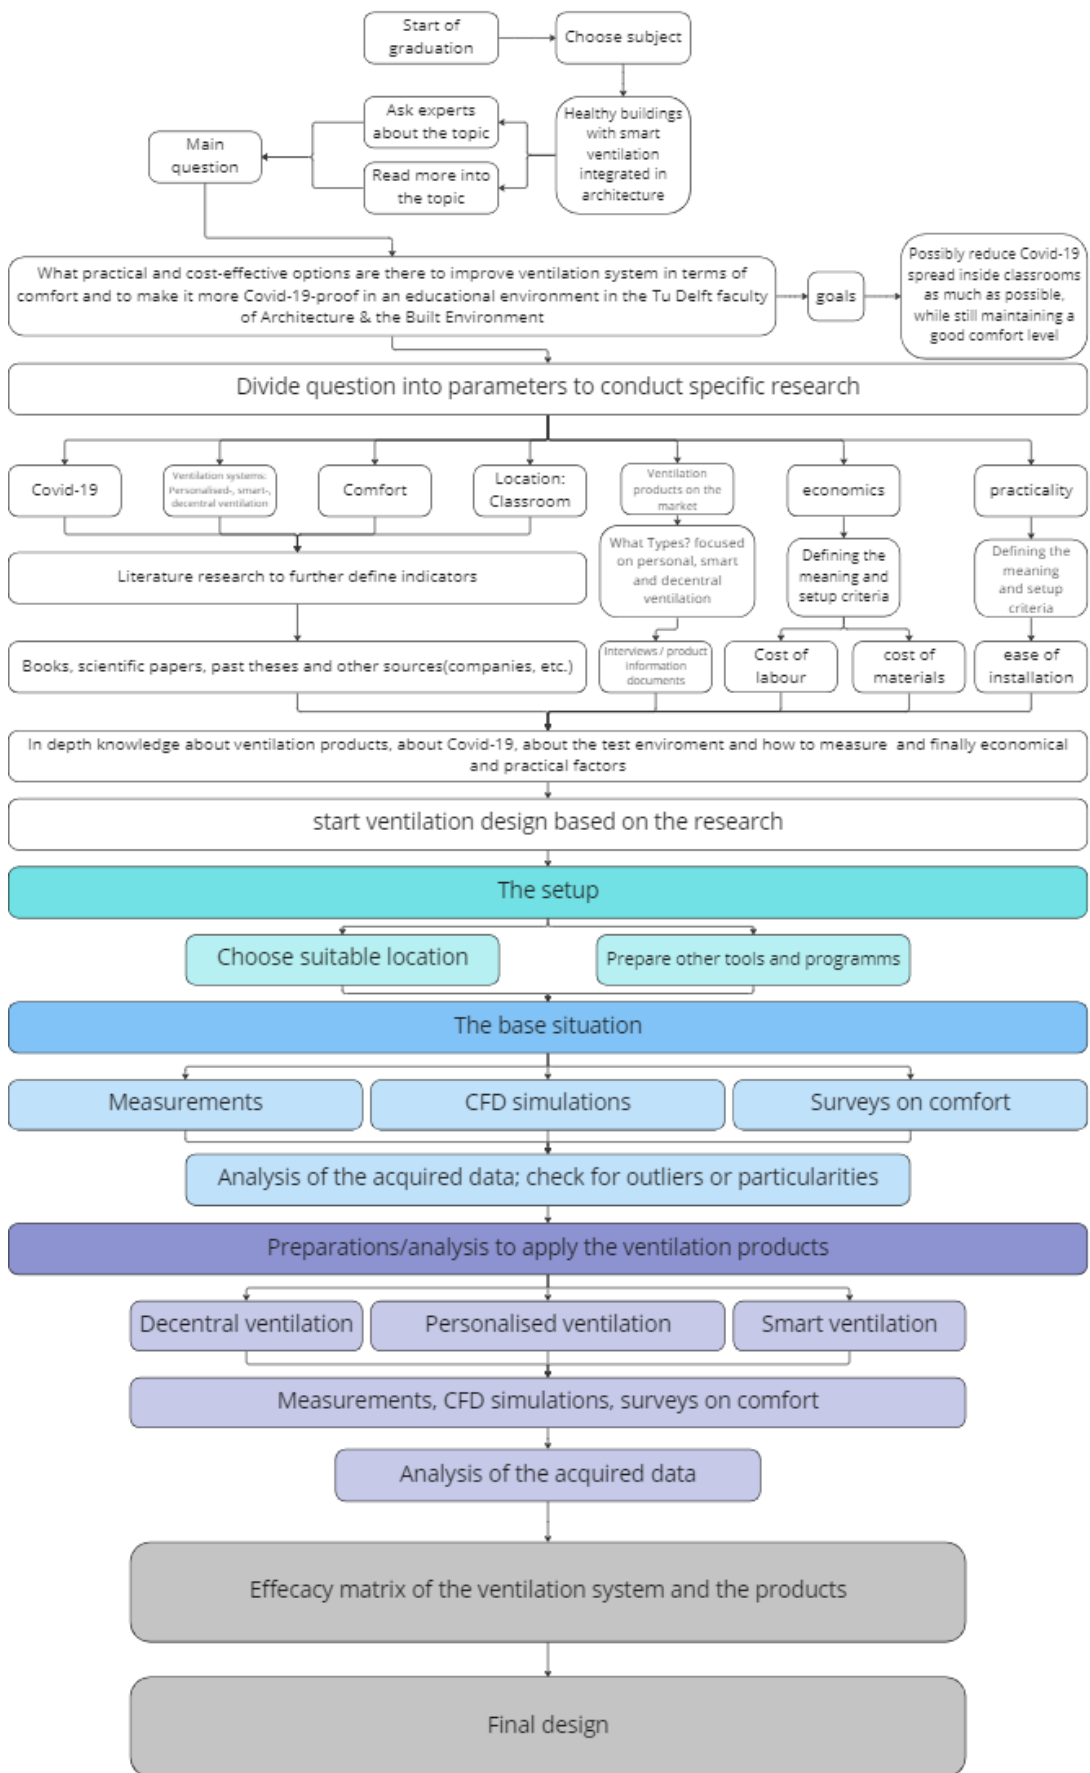 Start of
graduation
Choose subject
Healthy buildings
with smart
ventilation
integrated in
architecture
Ask experts
about the topic
Read more into
the topic
Main
question
What practical and cost-effective options are there to improve ventilation system in terms of
comfort and to make it more Covid-19-proof in an educational environment in the Tu Delft faculty
of Architecture & the Built Environment
goals
Possibly reduce Covid-19
spread inside classrooms
as much as possible,
while still maintaining a
good comfort level
Divide question into parameters to conduct specific research
Covid-19
Ventilation systems:
Personalised-, smart-,
decentral ventilation
Comfort
Location:
Classroom
Ventilation
products on the
market
economics
practicality
Literature research to further define indicators
What Types? focused
on personal, smart
and decentral
ventilation
Defining the
meaning and
setup criteria
Defining the
meaning
and setup
criteria
Books, scientific papers, past theses and other sources(companies, etc.)
Interviews / product
information
documents
Cost of
labour
cost of
materials
ease of
installation
In depth knowledge about ventilation products, about Covid-19, about the test enviroment and how to measure and finally economical
and practical factors
start ventilation design based on the research
The setup
Choose suitable location
Prepare other tools and programms
The base situation
Measurements
CFD simulations
Surveys on comfort
Analysis of the acquired data; check for outliers or particularities
Preparations/analysis to apply the ventilation products
Decentral ventilation
Personalised ventilation
Smart ventilation
Measurements, CFD simulations, surveys on comfort
Analysis of the acquired data
Effecacy matrix of the ventilation system and the products
Final design